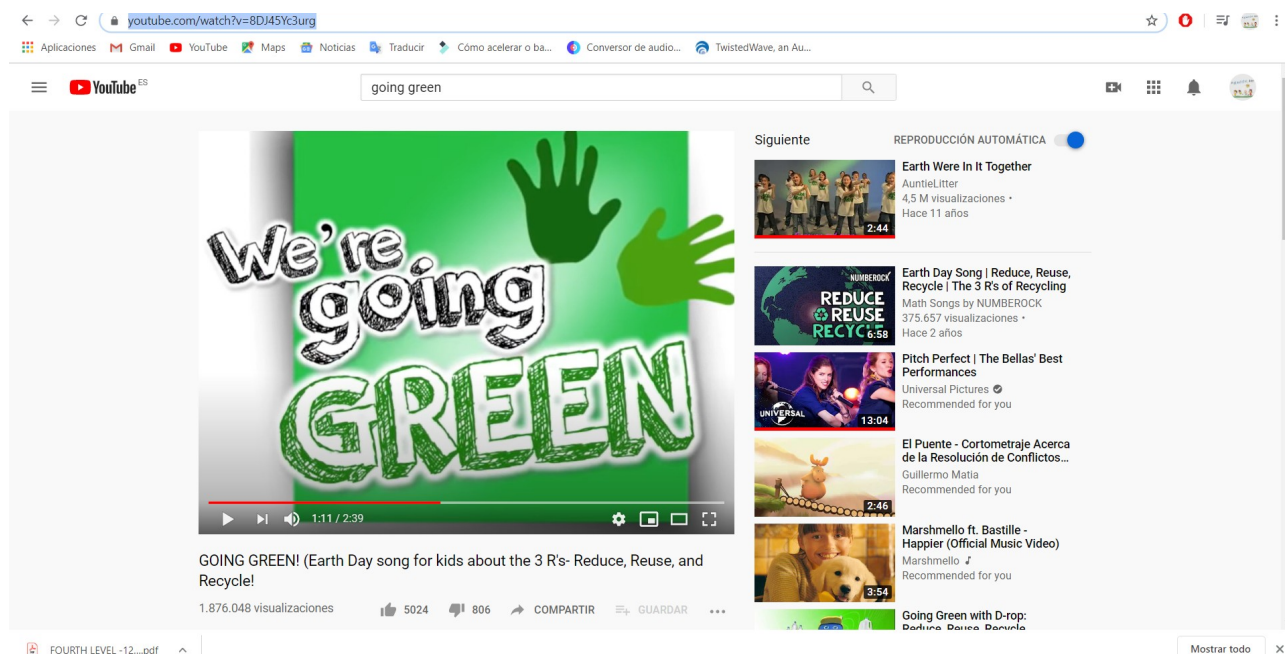 youtube.com/watch?v=8DJ45Yc3urg
Aplicaciones Gmail YouTube Maps Noticias Traducir Cómo acelerar o ba... Conversor de audio... TwistedWave, an Au...
YouTube ES going green
We're
going
GREEN
1:11 / 2:39
GOING GREEN! (Earth Day song for kids about the 3 R's- Reduce, Reuse, and
Recycle!
1.876.048 visualizaciones 5024 806 COMPARTIR GUARDAR
Siguiente REPRODUCCIÓN AUTOMÁTICA
2:44
Earth Were In It Together
AuntieLitter
4,5 M visualizaciones •
Hace 11 años
NUMBEROCK
REDUCE
REUSE
RECYCLE
6:58
Earth Day Song | Reduce, Reuse,
Recycle | The 3 R's of Recycling
Math Songs by NUMBEROCK
375.657 visualizaciones •
Hace 2 años
UNIVERSAL
13:04
Pitch Perfect | The Bellas' Best
Performances
Universal Pictures
Recommended for you
2:46
El Puente - Cortometraje Acerca
de la Resolución de Conflictos...
Guillermo Matia
Recommended for you
3:54
Marshmello ft. Bastille -
Happier (Official Music Video)
Marshmello
Recommended for you
Going Green with D-rop:
Reduce, Reuse, Recycle
FOURTH LEVEL -12....pdf Mostrar todo